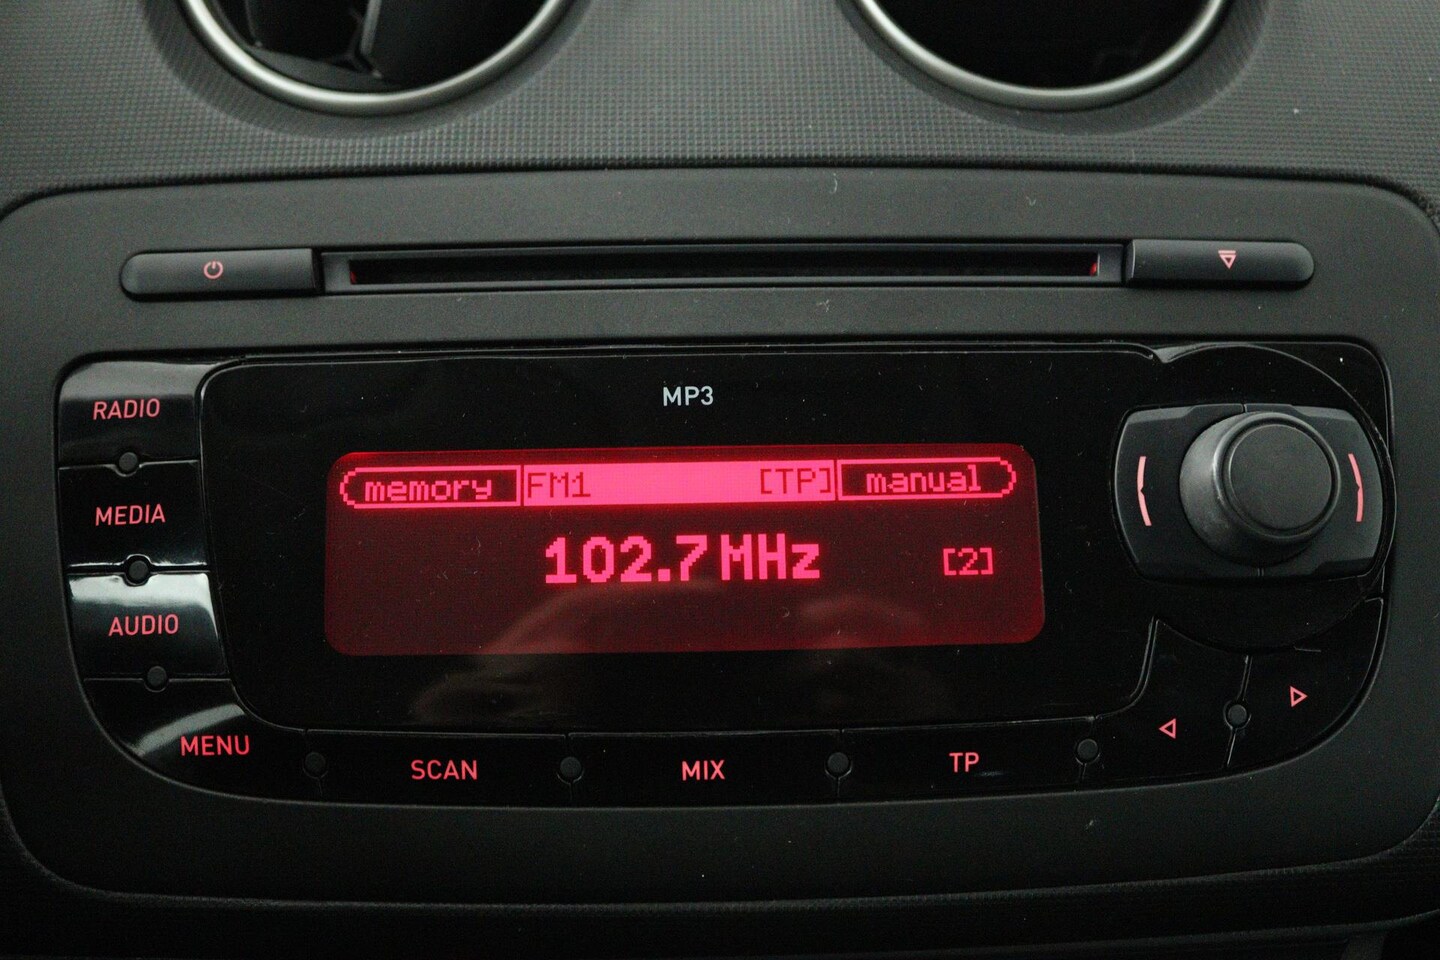 MP3
RADIO
MEDIA
AUDIO
MENU
memory FM1 [TP] manual
102.7 MHz [2]
SCAN MIX TP